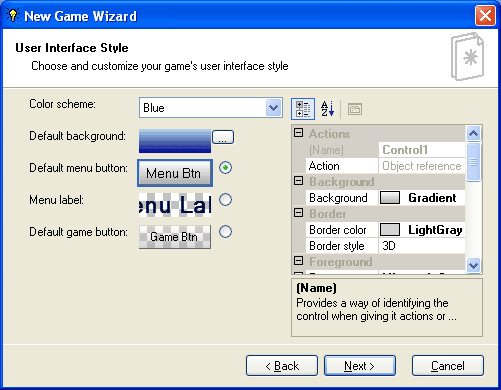 New Game Wizard
User Interface Style
Choose and customize your game's user interface style
Color scheme:
Blue
Default background:
...
Default menu button:
Menu Btn
Menu label:
nu Lal
Default game button:
Game Btn
A
Z
Actions
(Name) Control1
Action Object reference
Background
Background Gradient
Border
Border color LightGray
Border style 3D
Foreground
(Name)
Provides a way of identifying the
control when giving it actions or ...
< Back
Next >
Cancel